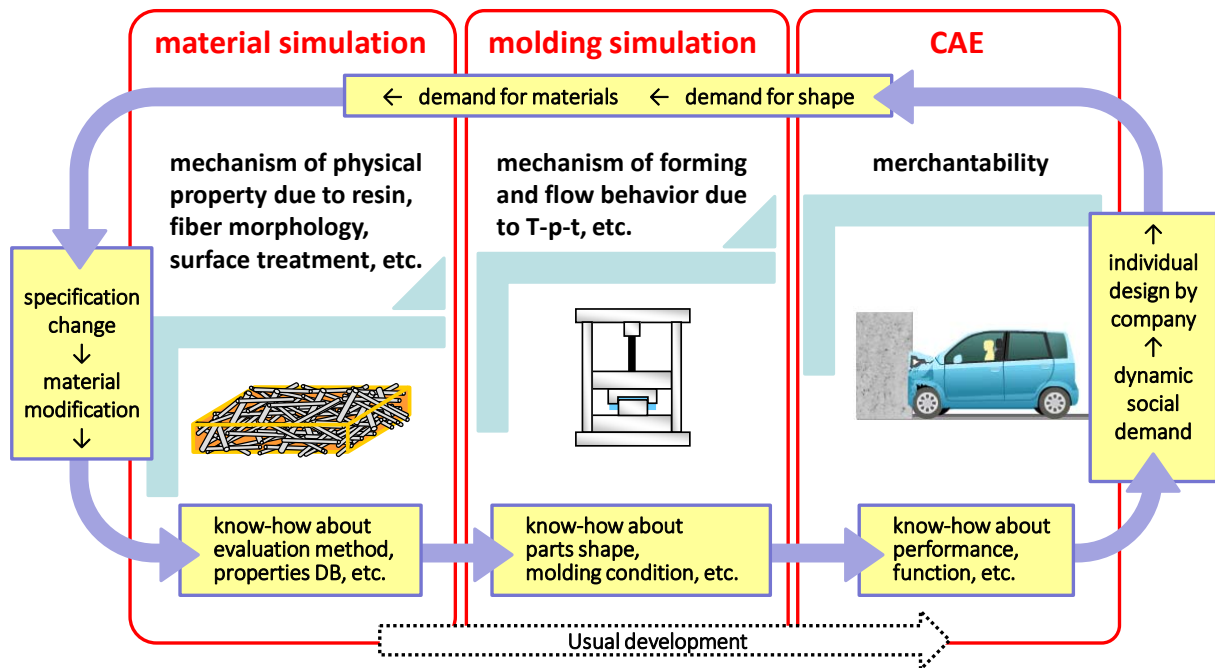 material simulation
molding simulation
CAE
← demand for materials ← demand for shape
mechanism of physical
property due to resin,
fiber morphology,
surface treatment, etc.
mechanism of forming
and flow behavior due
to T-p-t, etc.
merchantability
specification
change
↓
material
modification
↓
↑
individual
design by
company
↑
dynamic
social
demand
know-how about
evaluation method,
properties DB, etc.
know-how about
parts shape,
molding condition, etc.
know-how about
performance,
function, etc.
Usual development